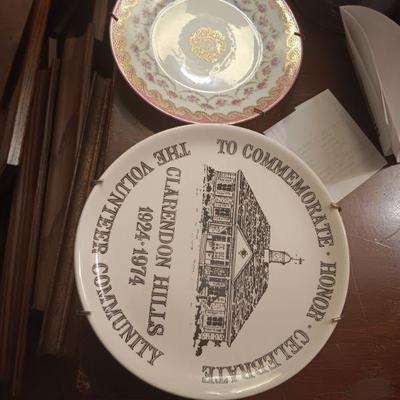 TO COMMEMORATE · HONOR · CELEBRATE
THE VOLUNTEER COMMUNITY
CLARENDON HILLS
1924-1974